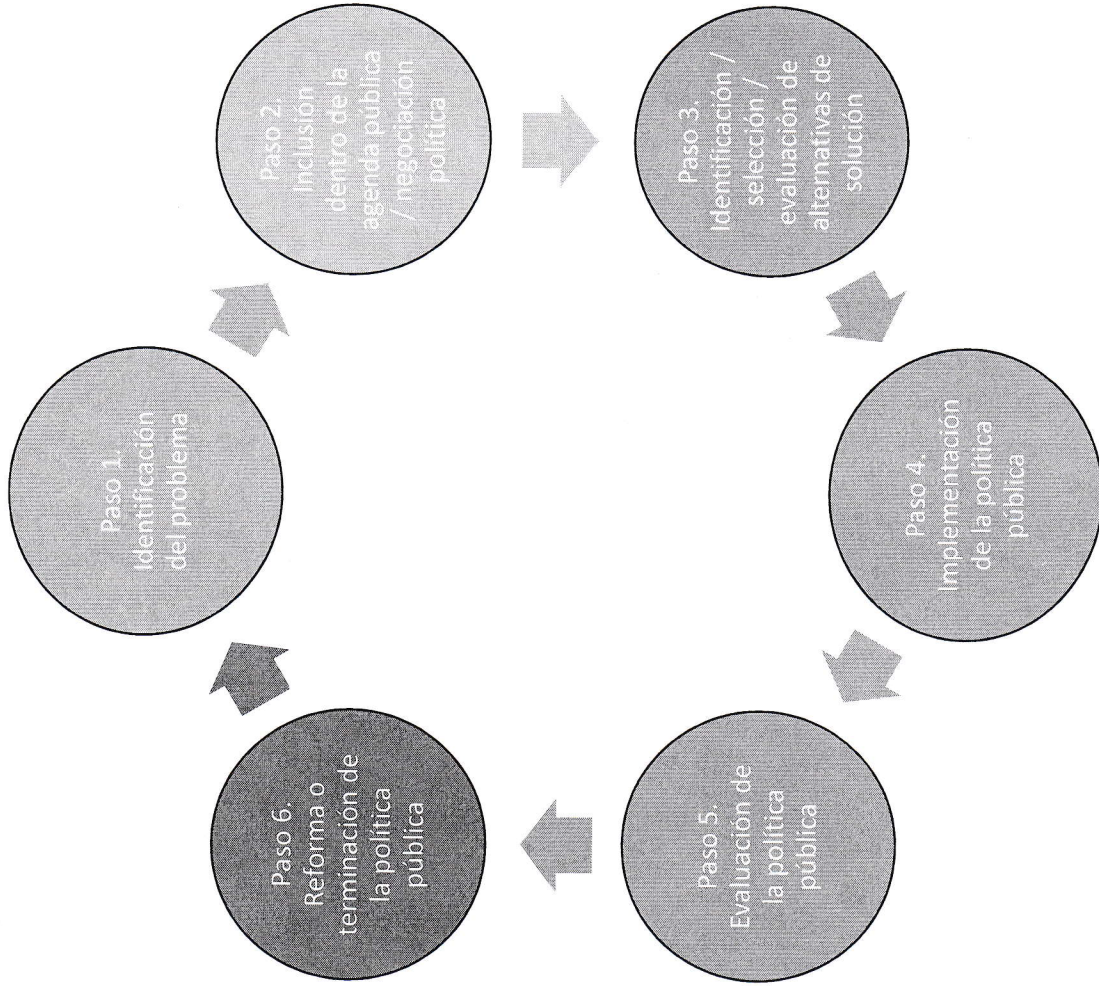 Paso 1.
Identificación
del problema
Paso 2.
Inclusión
dentro de la
agenda pública
/ negociacion
política
Paso 3.
Identificación /
selección /
evaluación de
alternativas de
solución
Paso 4.
Implementación
de la política
pública
Paso 5.
Evaluación de
la política
pública
Paso 6.
Reforma o
terminación de
la política
pública